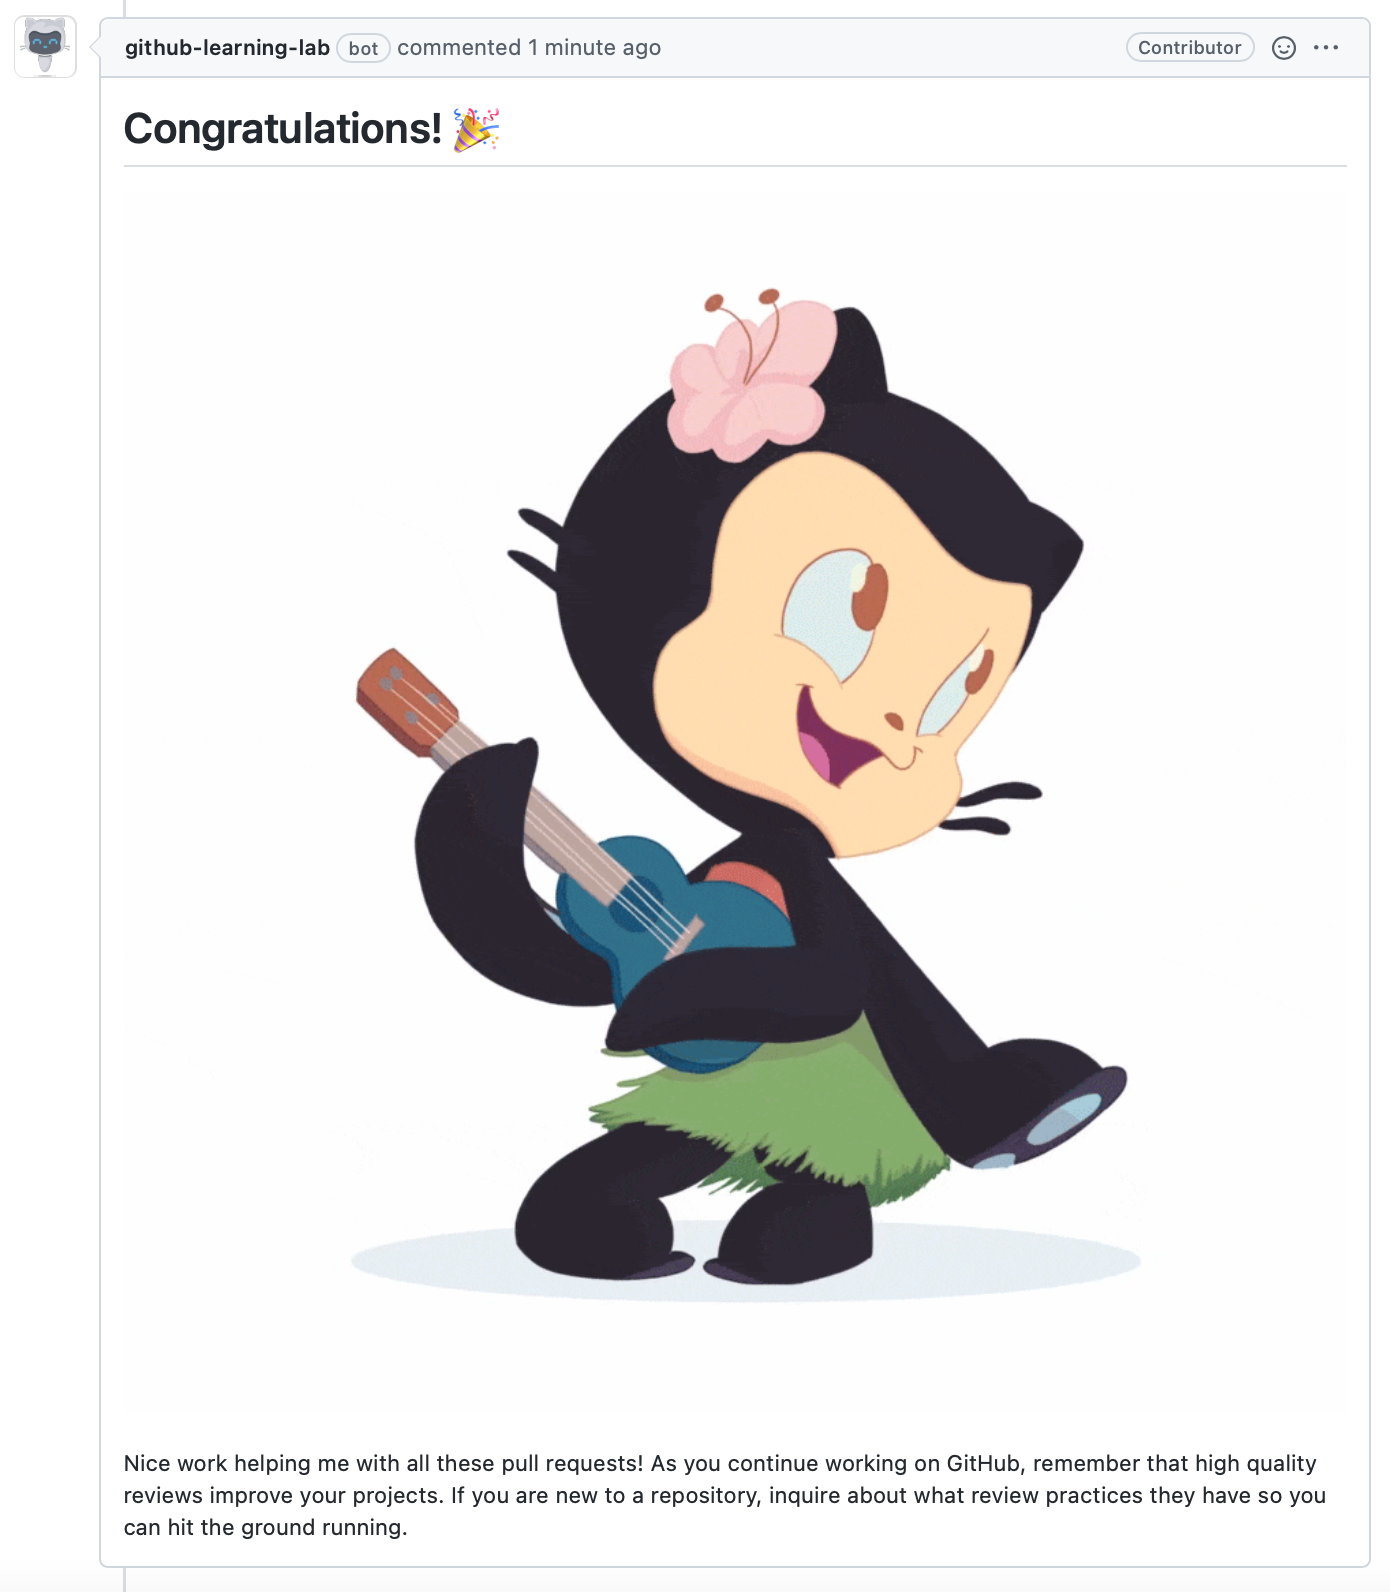 github-learning-lab bot commented 1 minute ago Contributor
Congratulations! 🎉
Nice work helping me with all these pull requests! As you continue working on GitHub, remember that high quality
reviews improve your projects. If you are new to a repository, inquire about what review practices they have so you
can hit the ground running.